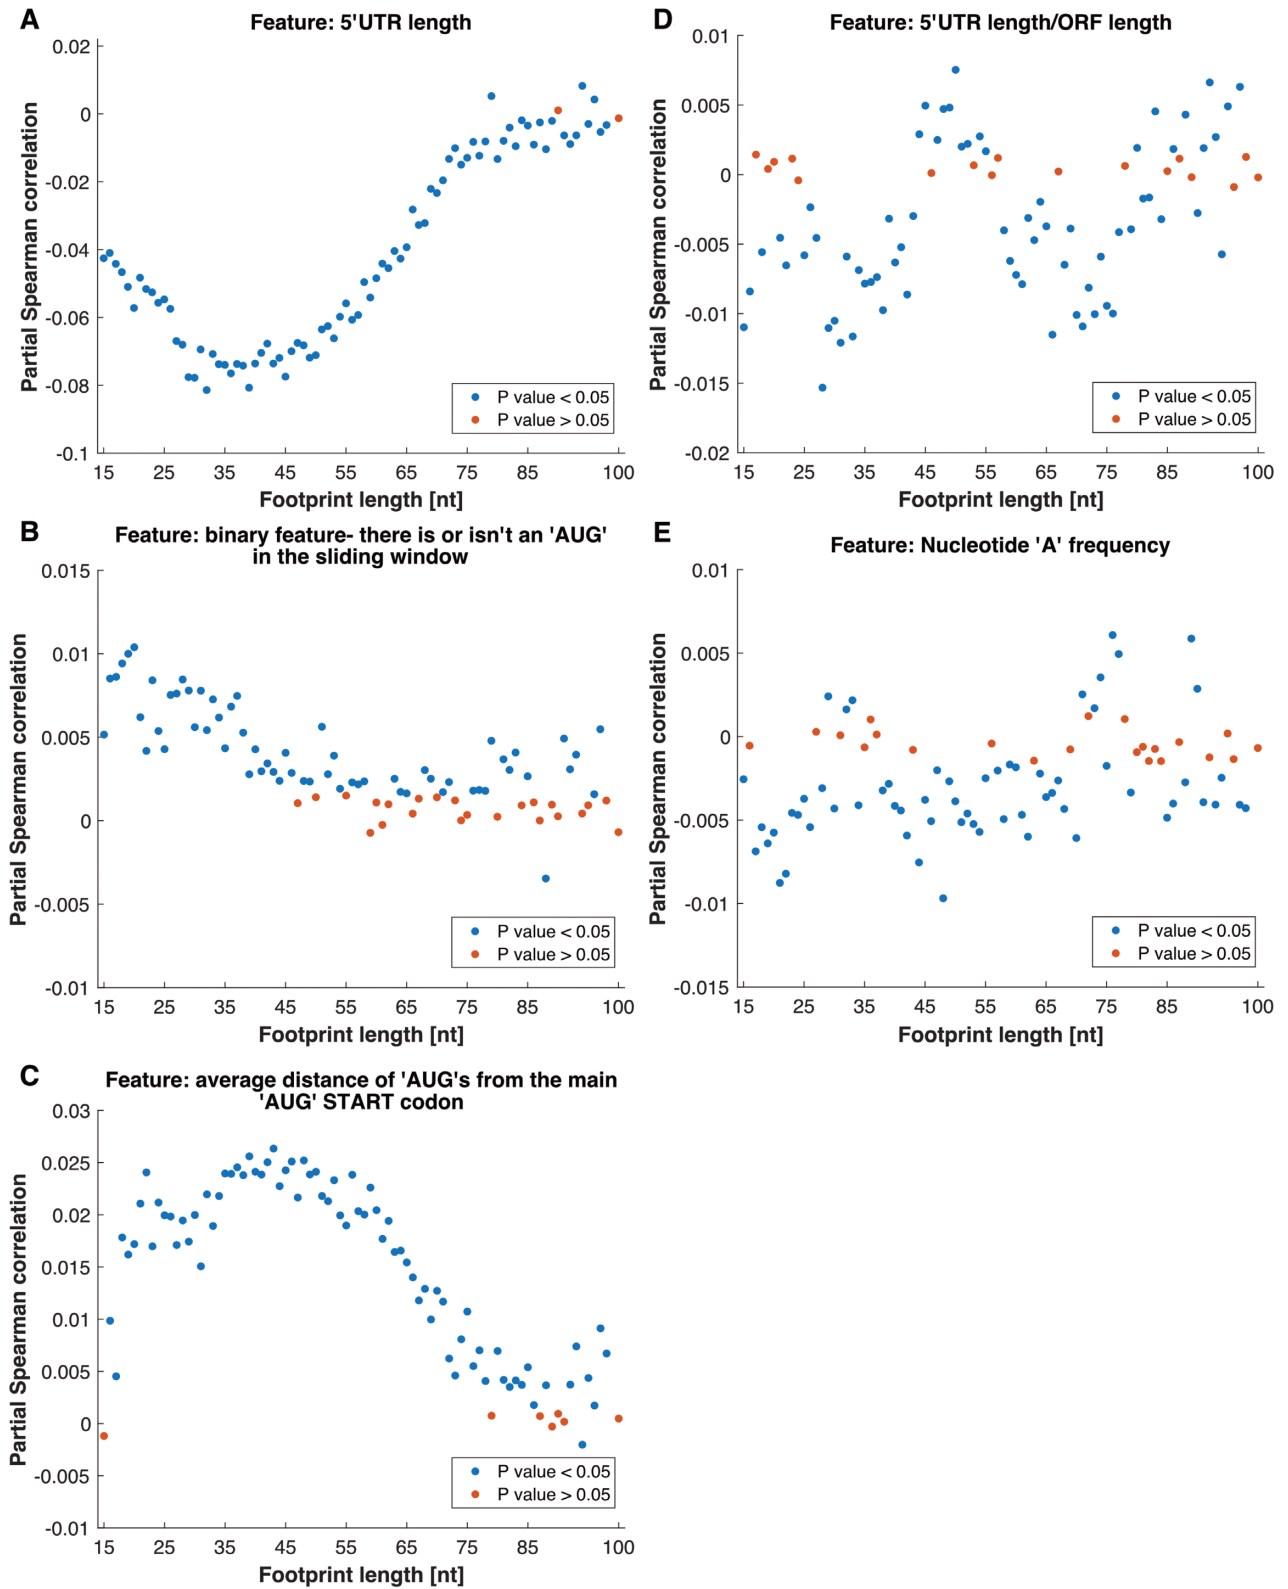 A
Feature: 5'UTR length
0.02
0
-0.02
-0.04
-0.06
-0.08
-0.1
Partial Spearman correlation
P value < 0.05
P value > 0.05
15 25 35 45 55 65 75 85 100
Footprint length [nt]
B
Feature: binary feature- there is or isn't an 'AUG'
in the sliding window
0.015
0.01
0.005
0
-0.005
-0.01
Partial Spearman correlation
P value < 0.05
P value > 0.05
15 25 35 45 55 65 75 85 100
Footprint length [nt]
C
Feature: average distance of 'AUG's from the main
'AUG' START codon
0.03
0.025
0.02
0.015
0.01
0.005
0
-0.005
-0.01
Partial Spearman correlation
P value < 0.05
P value > 0.05
15 25 35 45 55 65 75 85 100
Footprint length [nt]
D
Feature: 5'UTR length/ORF length
0.01
0.005
0
-0.005
-0.01
-0.015
-0.02
Partial Spearman correlation
P value < 0.05
P value > 0.05
15 25 35 45 55 65 75 85 100
Footprint length [nt]
E
Feature: Nucleotide 'A' frequency
0.01
0.005
0
-0.005
-0.01
-0.015
Partial Spearman correlation
P value < 0.05
P value > 0.05
15 25 35 45 55 65 75 85 100
Footprint length [nt]